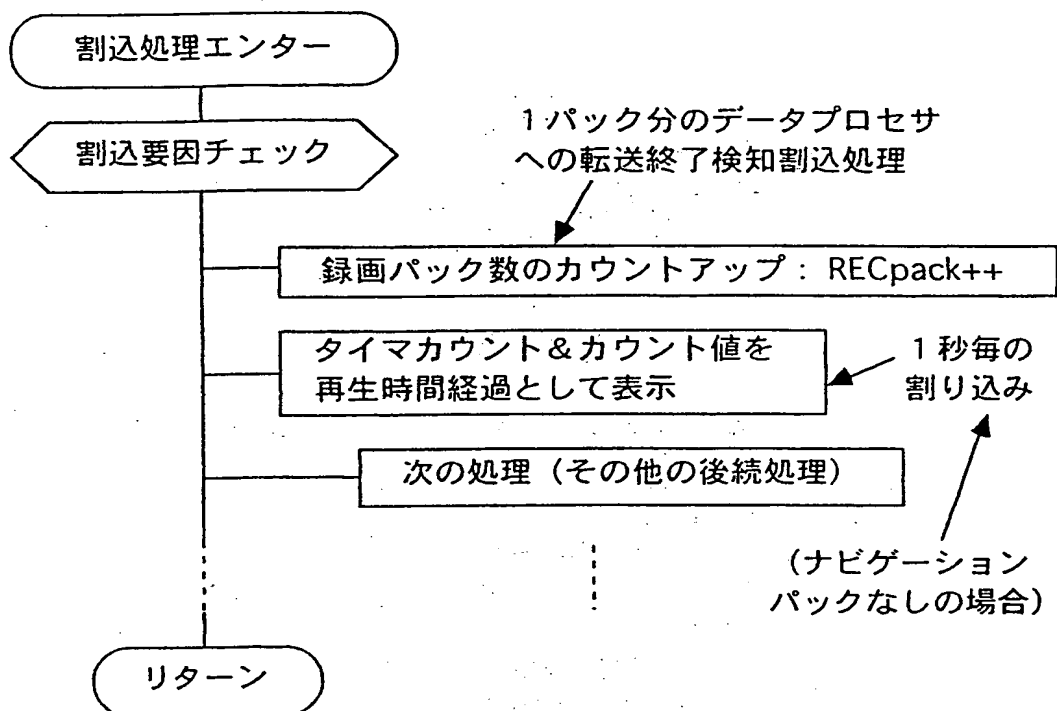 割込処理エンター
割込要因チェック
1パック分のデータプロセサ
への転送終了検知割込処理
録画パック数のカウントアップ：RECpack++
タイマカウント＆カウント値を
再生時間経過として表示
1秒毎の
割り込み
次の処理（その他の後続処理）
（ナビゲーション
パックなしの場合）
リターン